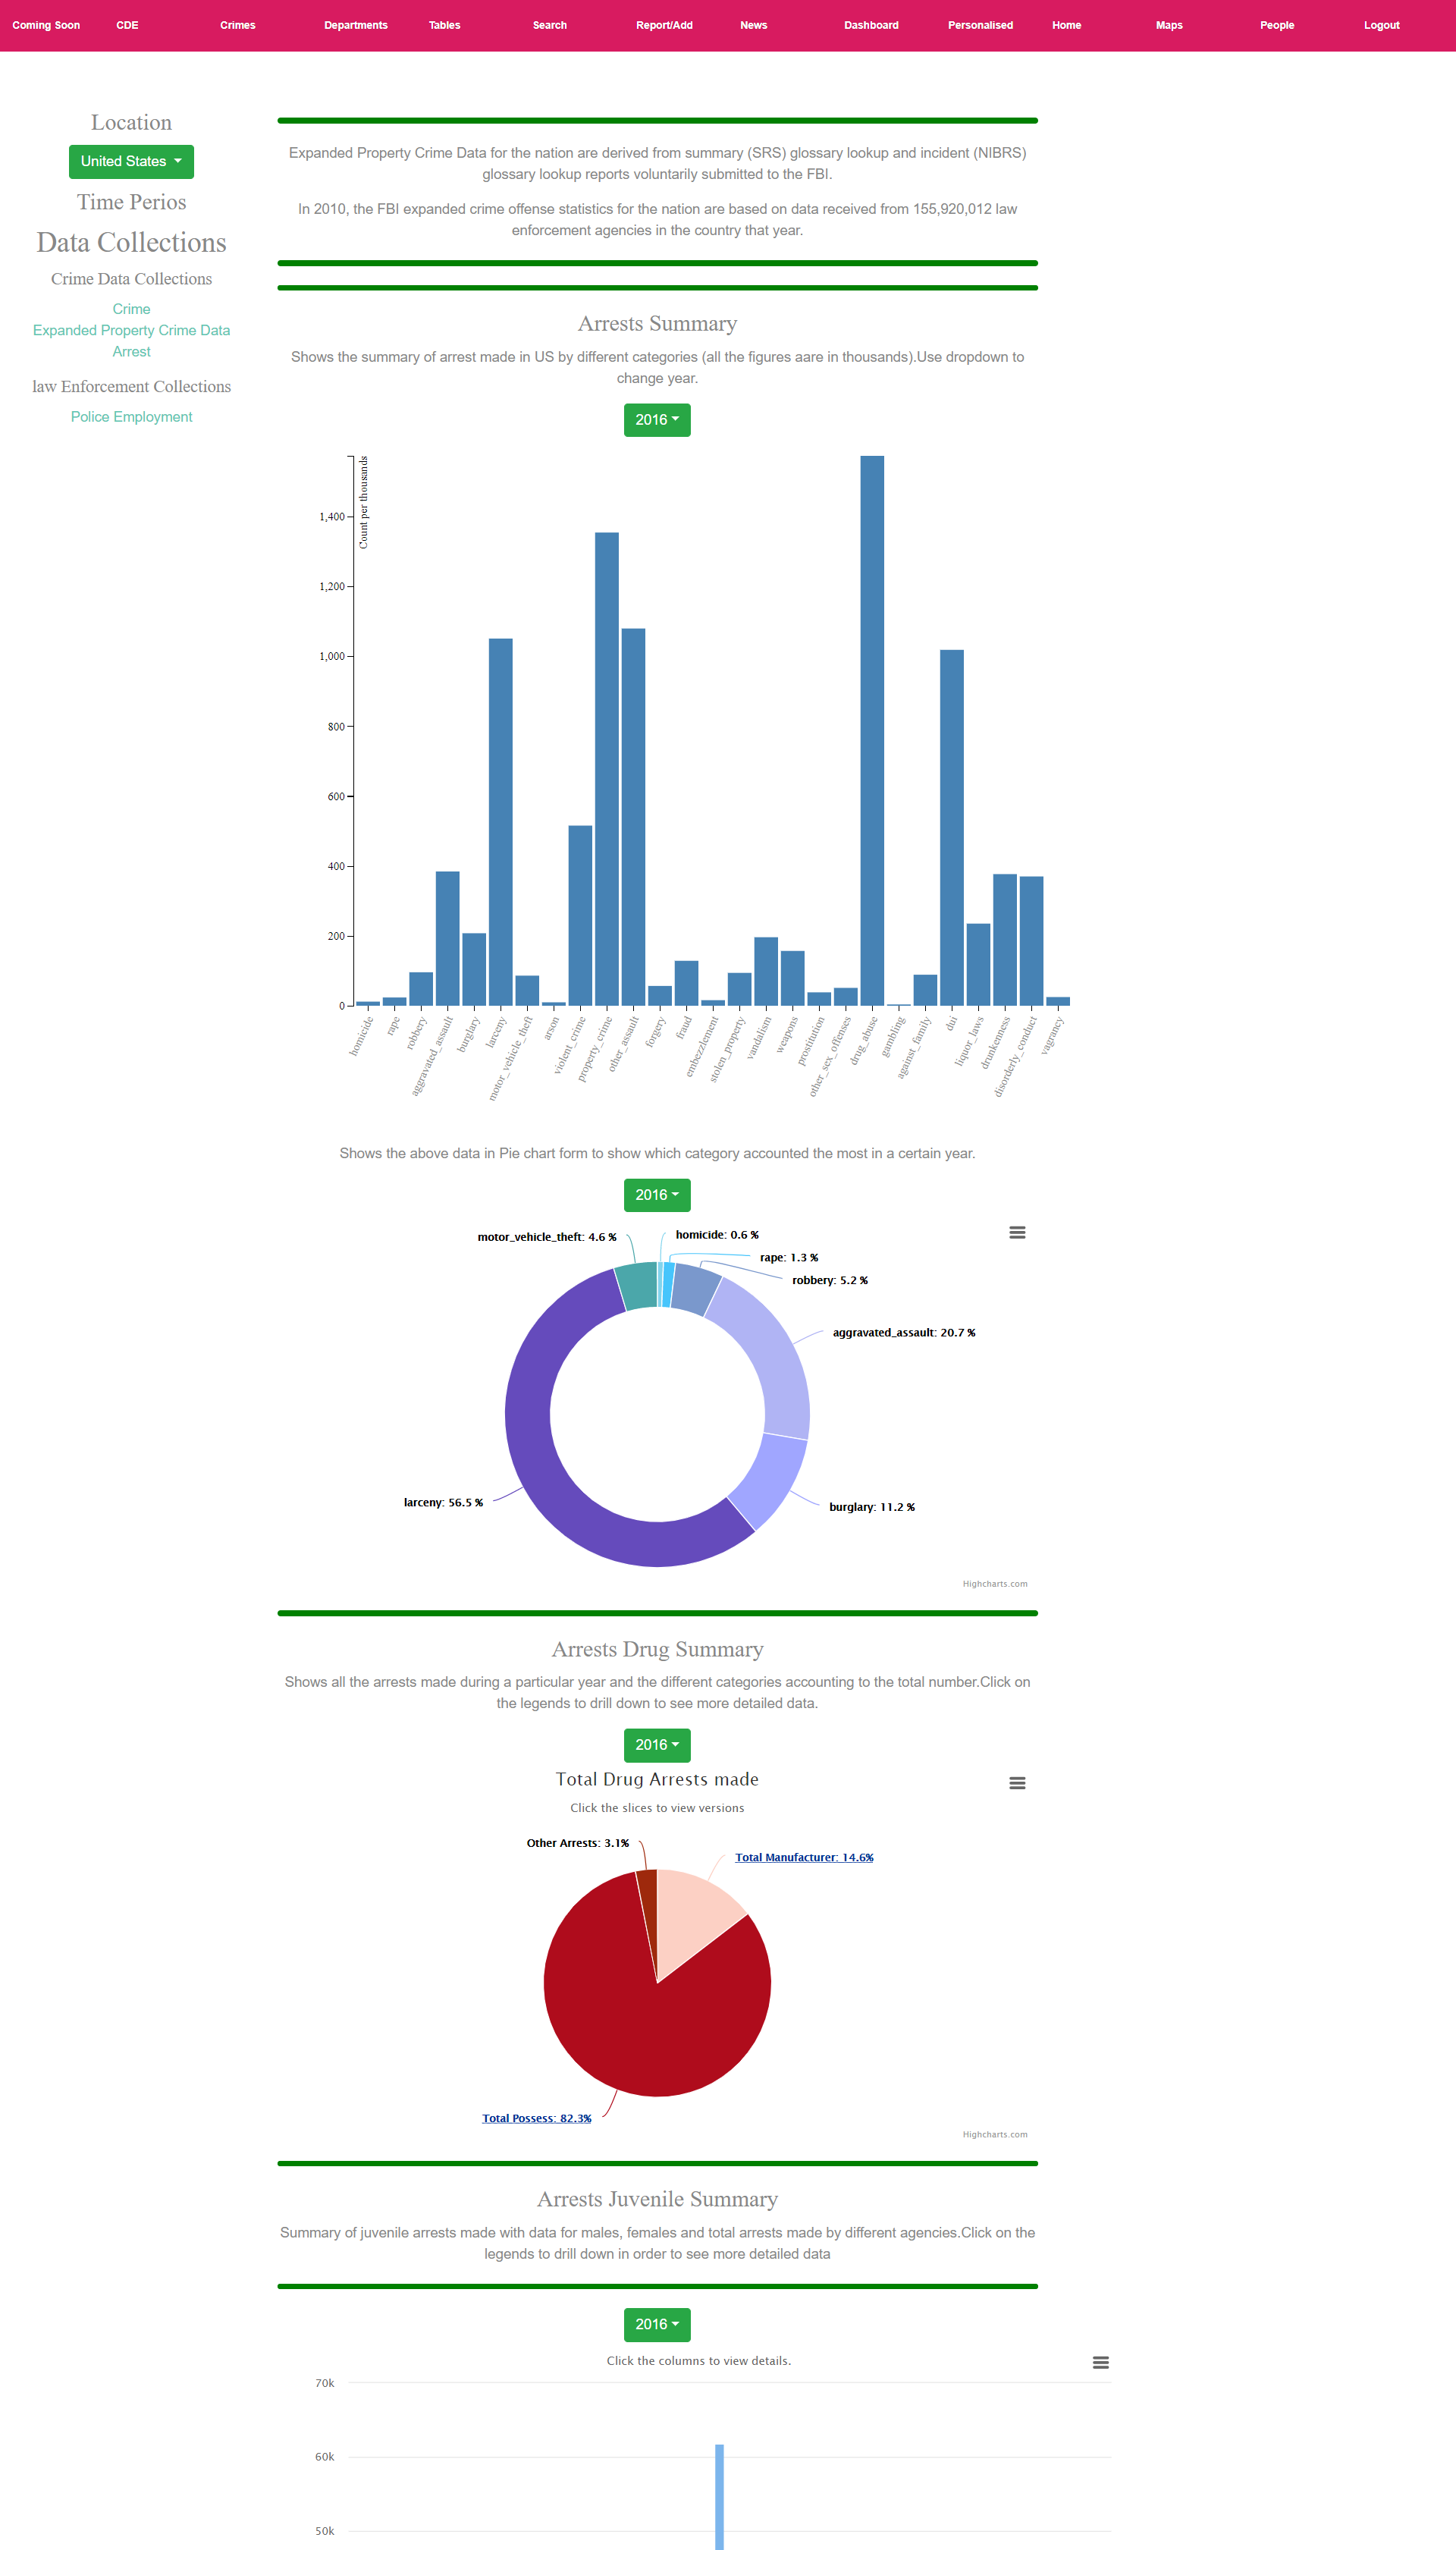 Coming Soon CDE Crimes Departments Tables Search Report/Add News Dashboard Personalised Home Maps People Logout
Location
United States
Time Perios
Data Collections
Crime Data Collections
Crime
Expanded Property Crime Data
Arrest
law Enforcement Collections
Police Employment
Expanded Property Crime Data for the nation are derived from summary (SRS) glossary lookup and incident (NIBRS)
glossary lookup reports voluntarily submitted to the FBI.
In 2010, the FBI expanded crime offense statistics for the nation are based on data received from 155,920,012 law
enforcement agencies in the country that year.
Arrests Summary
Shows the summary of arrest made in US by different categories (all the figures aare in thousands).Use dropdown to
change year.
2016
Count per thousands
1,400
1,200
1,000
800
600
400
200
0
homicide
rape
robbery
aggravated_assault
burglary
larceny
motor_vehicle_theft
arson
violent_crime
property_crime
other_assault
forgery
fraud
embezzlement
stolen_property
vandalism
weapons
prostitution
other_sex_offenses
drug_abuse
gambling
against_family
dui
liquor_laws
drunkenness
disorderly_conduct
vagrancy
Shows the above data in Pie chart form to show which category accounted the most in a certain year.
2016
motor_vehicle_theft: 4.6 %
homicide: 0.6 %
rape: 1.3 %
robbery: 5.2 %
aggravated_assault: 20.7 %
larceny: 56.5 %
burglary: 11.2 %
Highcharts.com
Arrests Drug Summary
Shows all the arrests made during a particular year and the different categories accounting to the total number.Click on
the legends to drill down to see more detailed data.
2016
Total Drug Arrests made
Click the slices to view versions
Other Arrests: 3.1%
Total Manufacturer: 14.6%
Total Possess: 82.3%
Highcharts.com
Arrests Juvenile Summary
Summary of juvenile arrests made with data for males, females and total arrests made by different agencies.Click on the
legends to drill down in order to see more detailed data
2016
Click the columns to view details.
70k
60k
50k